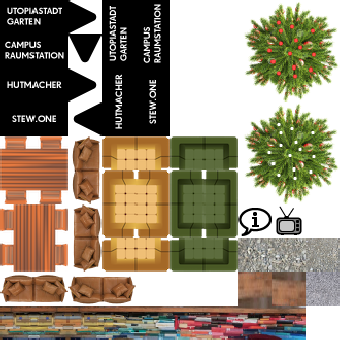 UTOPIASTADT
GARTEN
CAMPUS
RAUMSTATION
HUTMACHER
STEW.ONE
UTOPIASTADT
GARTEN
CAMPUS
RAUMSTATION
HUTMACHER
STEW.ONE
i